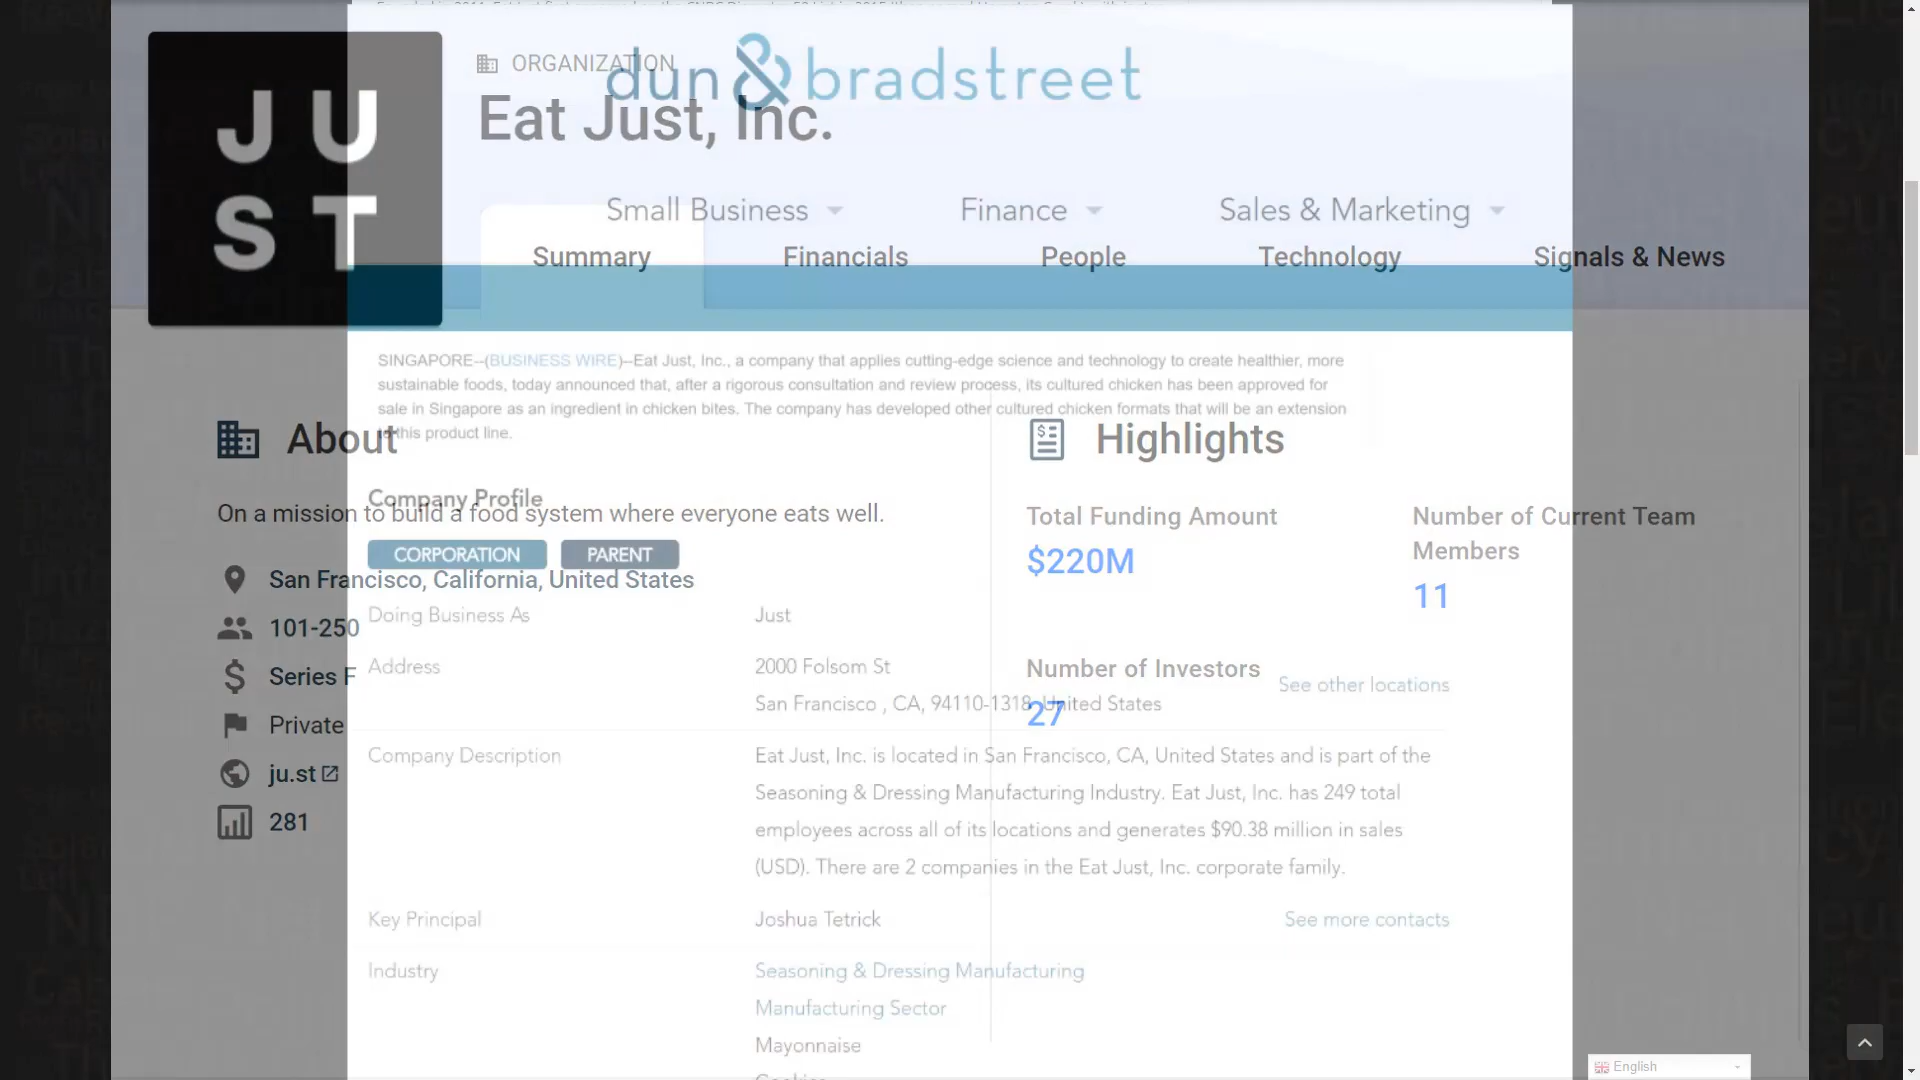 JU
ST
ORGANIZATION
Eat Just, Inc.
dun & bradstreet
Small Business
Finance
Sales & Marketing
Summary
Financials
People
Technology
Signals & News
SINGAPORE--(BUSINESS WIRE)--Eat Just, Inc., a company that applies cutting-edge science and technology to create healthier, more
sustainable foods, today announced that, after a rigorous consultation and review process, its cultured chicken has been approved for
sale in Singapore as an ingredient in chicken bites. The company has developed other cultured chicken formats that will be an extension
to this product line.
About
On a mission to build a food system where everyone eats well.
San Francisco, California, United States
101-250
Series F
Private
ju.st
281
Highlights
Total Funding Amount
$220M
Number of Current Team
Members
11
Number of Investors
27
Company Profile
CORPORATION
PARENT
Doing Business As
Just
Address
2000 Folsom St
San Francisco , CA, 94110-1318 United States
See other locations
Company Description
Eat Just, Inc. is located in San Francisco, CA, United States and is part of the
Seasoning & Dressing Manufacturing Industry. Eat Just, Inc. has 249 total
employees across all of its locations and generates $90.38 million in sales
(USD). There are 2 companies in the Eat Just, Inc. corporate family.
Key Principal
Joshua Tetrick
See more contacts
Industry
Seasoning & Dressing Manufacturing
Manufacturing Sector
Mayonnaise
English